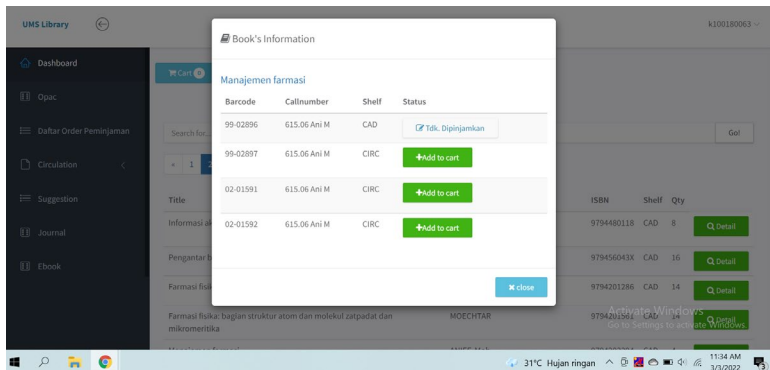 UMS Library
k100180063
Dashboard
Opac
Daftar Order Peminjaman
Circulation
Suggestion
Journal
Ebook
Cart 0
Search for...
Go!
« 1
Title ISBN Shelf Qty
Informasi 9794480118 CAD 8 Detail
Pengantar 979456043X CAD 16 Detail
Farmasi 9794201286 CAD 14 Detail
Farmasi fisika: bagian struktur atom dan molekul zatpadat dan MOECHTAR CAD 14 Detail
mikromeritika
Book's Information
Manajemen farmasi
Barcode Callnumber Shelf Status
99-02896 615.06 Ani M CAD Tdk. Dipinjamkan
99-02897 615.06 Ani M CIRC +Add to cart
02-01591 615.06 Ani M CIRC +Add to cart
02-01592 615.06 Ani M CIRC +Add to cart
× close
Activate Windows
Go to Settings to activate Windows.
31°C Hujan ringan
11:34 AM
3/3/2022